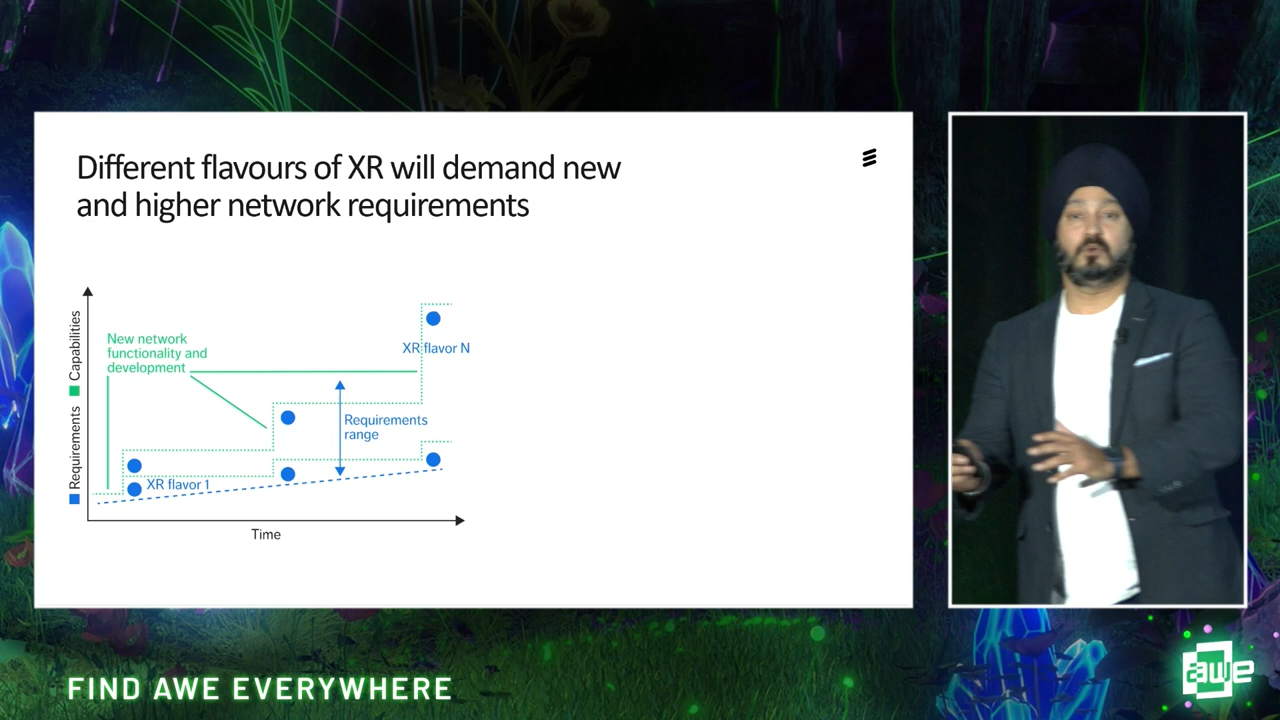 Different flavours of XR will demand new
and higher network requirements
Requirements
Capabilities
New network
functionality and
development
XR flavor N
Requirements
range
XR flavor 1
Time
FIND AWE EVERYWHERE
awe